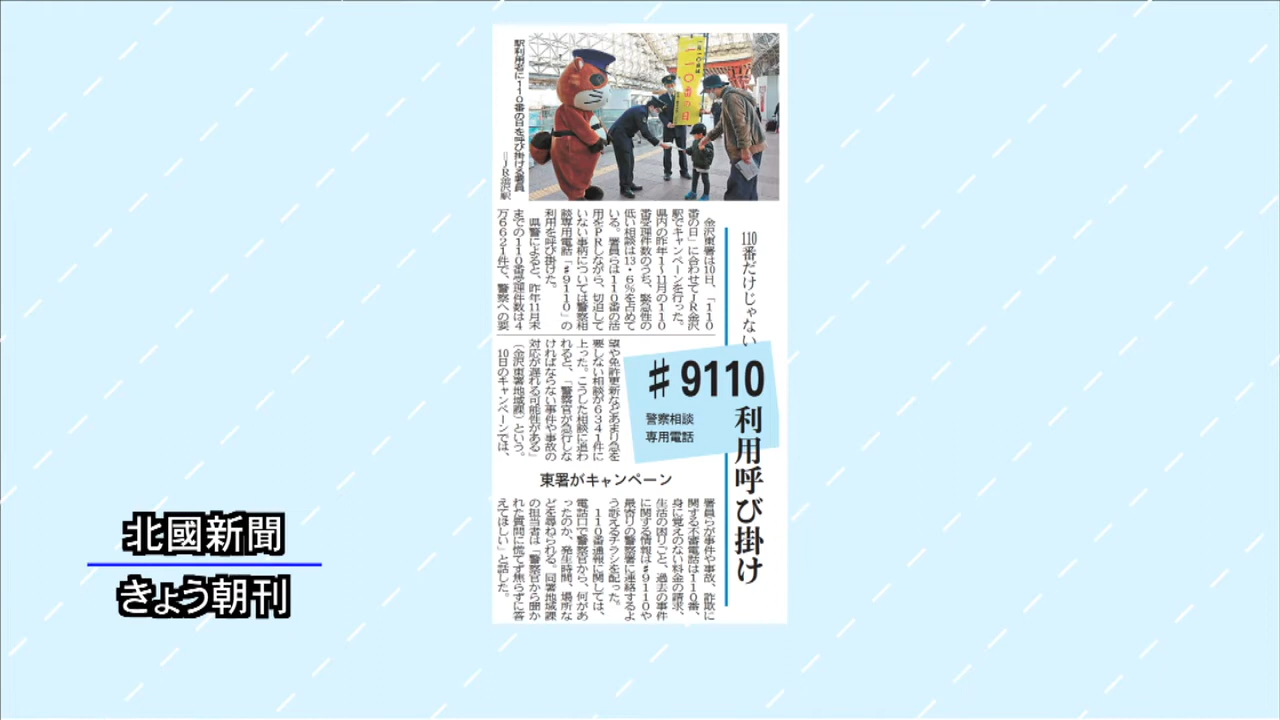 一一〇番の日
駅利用者に110番の日を呼び掛ける署員
=JR金沢駅
110番だけじゃない
♯9110
警察相談
専用電話
利用呼び掛け
東署がキャンペーン
金沢東署は10日、「110
番の日」に合わせてJR金沢
駅でキャンペーンを行った。
県内の昨年1〜11月の110
番受理件数のうち、緊急性の
低い相談は13・6%を占めて
いる。署員らは110番の活
用をPRしながら、切迫して
いない事柄については警察相
談専用電話「♯9110」の
利用を呼び掛けた。
県警によると、昨年11月末
までの110番受理件数は4
万6621件で、警察への要
望や免許更新などあまり急を
要しない相談が6341件に
上った。こうした相談に追わ
れると、「警察官が急行しな
ければならない事件や事故の
対応が遅れる可能性がある」
(金沢東署地域課)という。
10日のキャンペーンでは、
署員らが事件や事故、詐欺に
関する不審電話は110番、
身に覚えのない料金の請求、
生活の困りごと、過去の事件
に関する情報は♯9110や
最寄りの警察署に連絡するよ
う訴えるチラシを配った。
110番通報に関しては、
電話口で警察官から、何があ
ったのか、発生時間、場所な
どを尋ねられる。同署地域課
の担当者は「警察官から聞か
れた質問に慌てず焦らずに答
えてほしい」と話した。
北國新聞
きょう朝刊